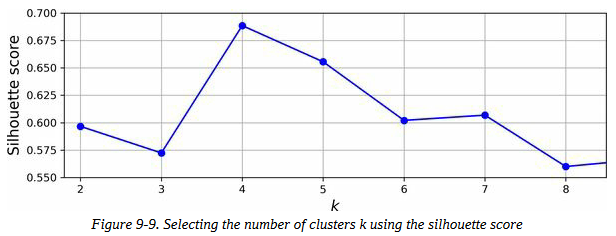 0.700
0.675
0.650
0.625
0.600
0.575
0.550
Silhouette score
2 3 4 5 6 7 8
k
Figure 9-9. Selecting the number of clusters k using the silhouette score